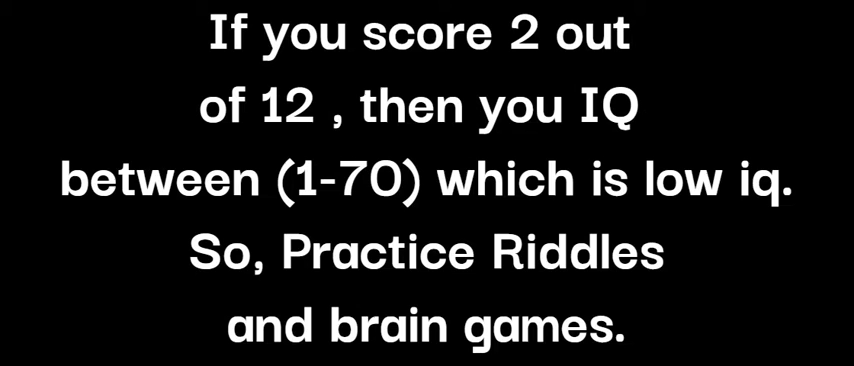 If you score 2 out
of 12 , then you IQ
between (1-70) which is low iq.
So, Practice Riddles
and brain games.